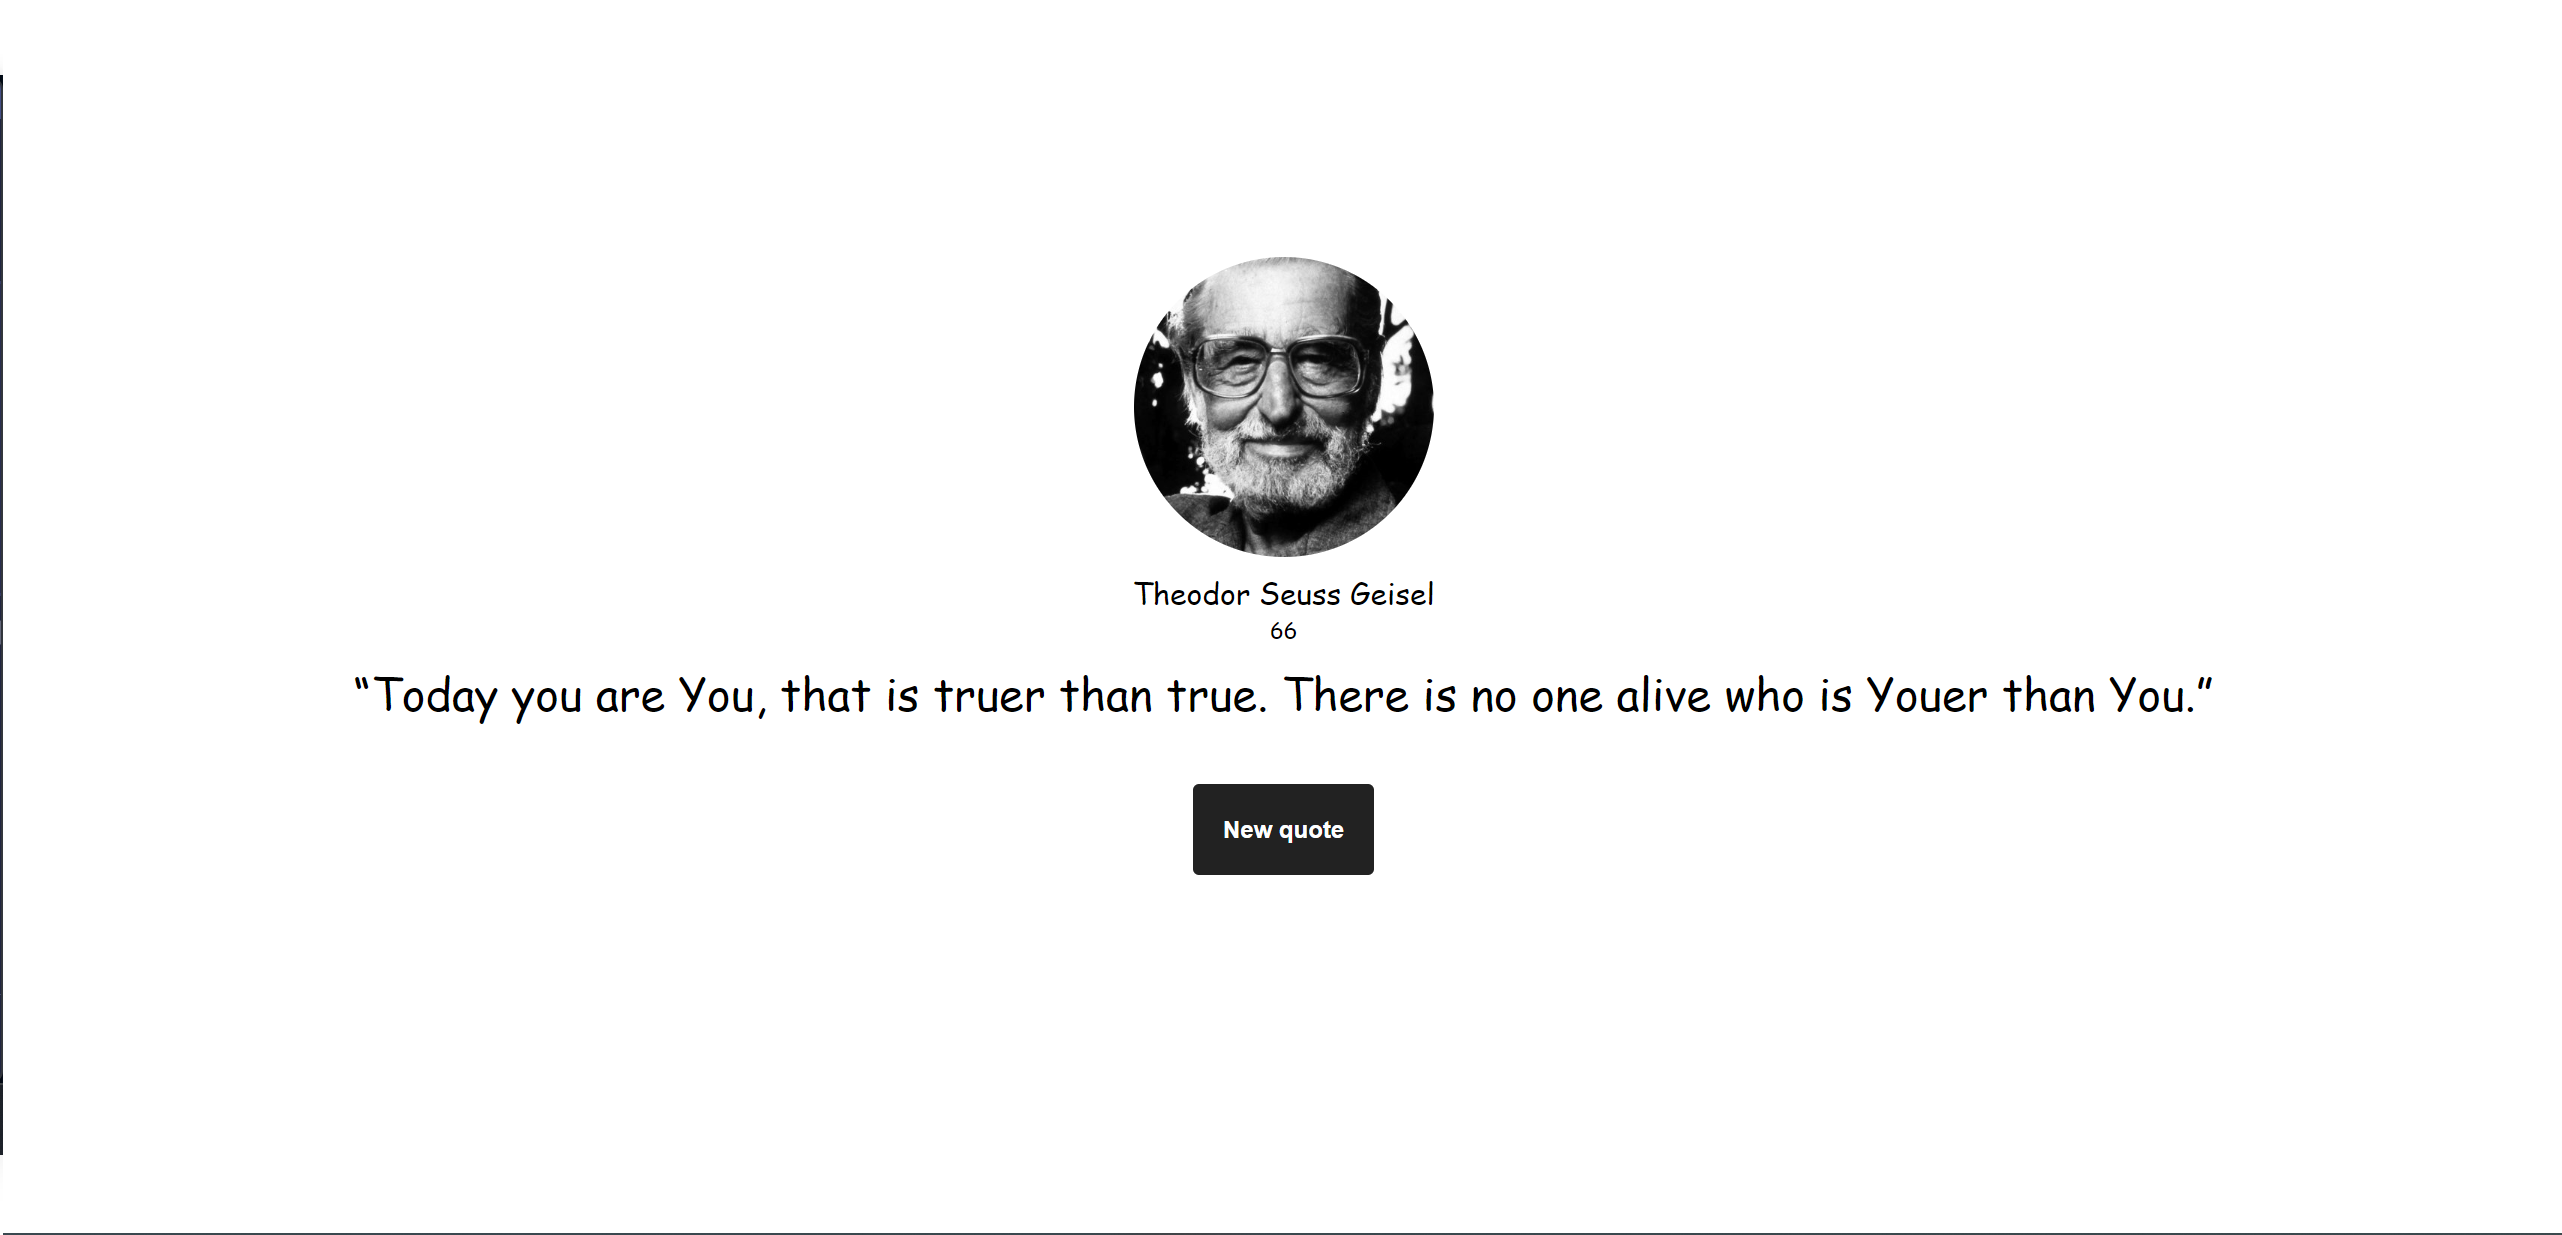 Theodor Seuss Geisel
66
“Today you are You, that is truer than true. There is no one alive who is Youer than You.”
New quote